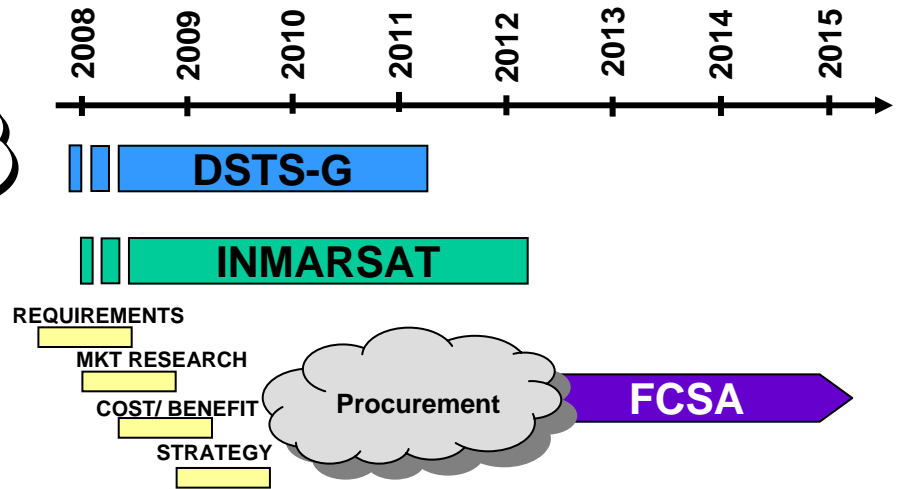 2008
2009
2010
2011
2012
2013
2014
2015
DSTS-G
INMARSAT
REQUIREMENTS
MKT RESEARCH
COST/ BENEFIT
STRATEGY
Procurement
FCSA